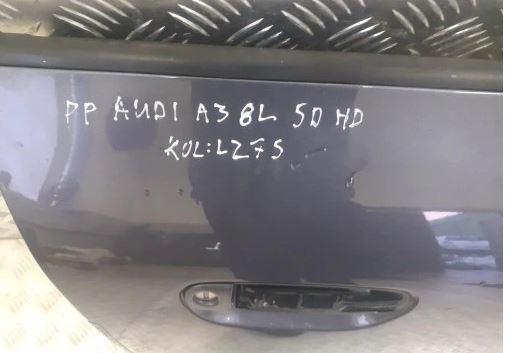 PP AUDI A3 8L 5D HD
KOL:LZ7S